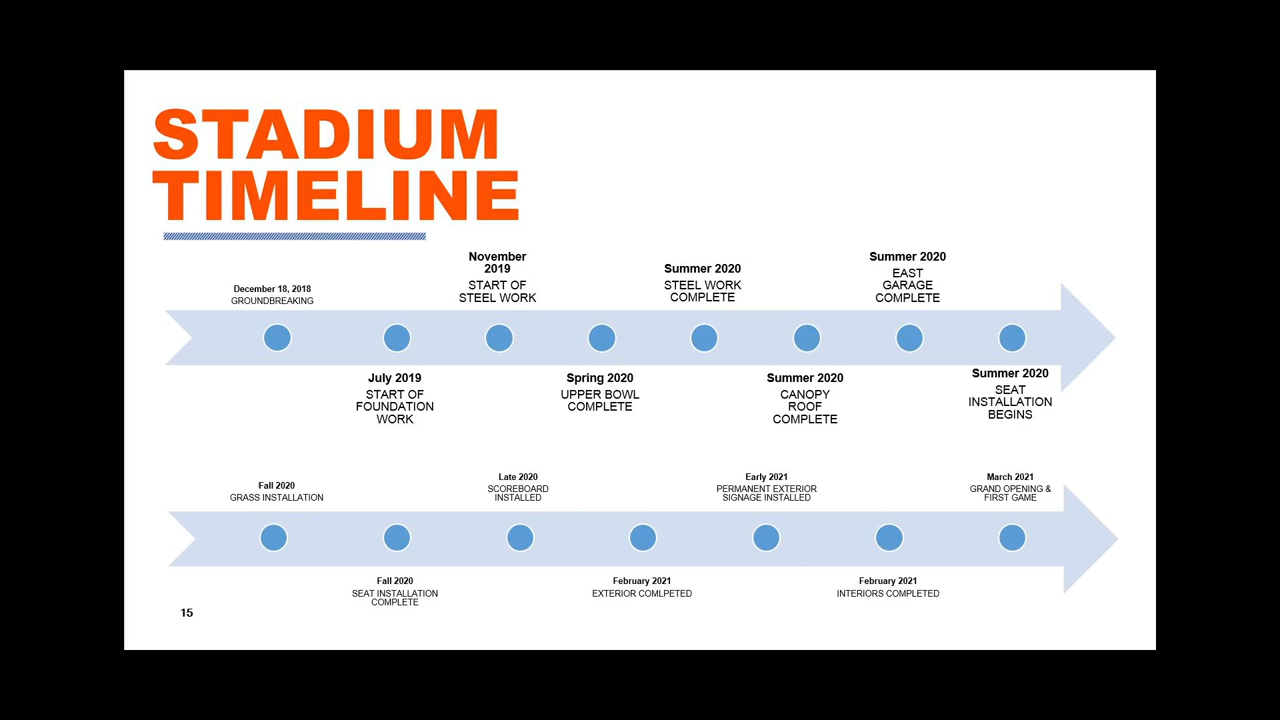 STADIUM
TIMELINE
December 18, 2018
GROUNDBREAKING
July 2019
START OF
FOUNDATION
WORK
November
2019
START OF
STEEL WORK
Spring 2020
UPPER BOWL
COMPLETE
Summer 2020
STEEL WORK
COMPLETE
Summer 2020
CANOPY
ROOF
COMPLETE
Summer 2020
EAST
GARAGE
COMPLETE
Summer 2020
SEAT
INSTALLATION
BEGINS
Fall 2020
GRASS INSTALLATION
Fall 2020
SEAT INSTALLATION
COMPLETE
Late 2020
SCOREBOARD
INSTALLED
February 2021
EXTERIOR COMLPETED
Early 2021
PERMANENT EXTERIOR
SIGNAGE INSTALLED
February 2021
INTERIORS COMPLETED
March 2021
GRAND OPENING &
FIRST GAME
15